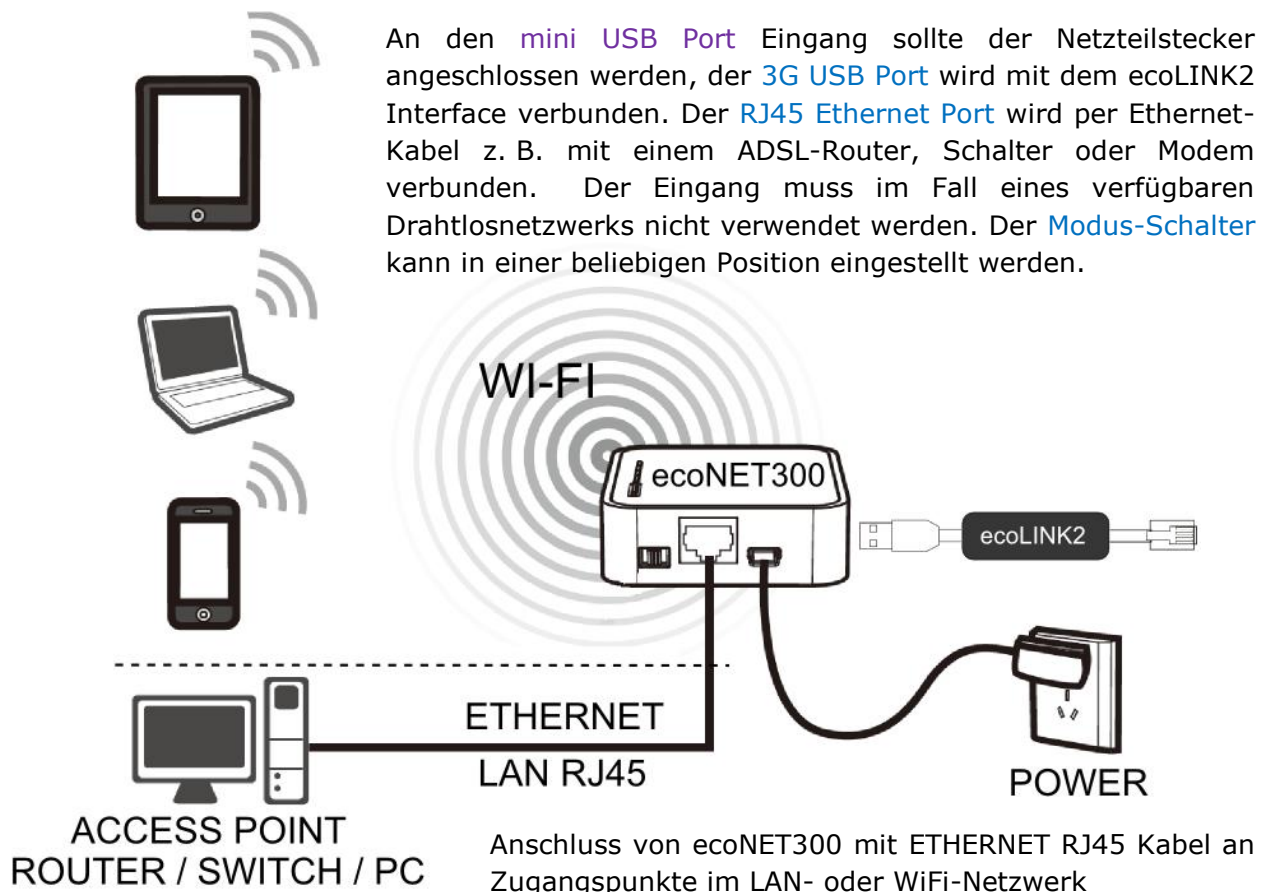 An den mini USB Port Eingang sollte der Netzteilstecker
angeschlossen werden, der 3G USB Port wird mit dem ecoLINK2
Interface verbunden. Der RJ45 Ethernet Port wird per Ethernet-
Kabel z. B. mit einem ADSL-Router, Schalter oder Modem
verbunden. Der Eingang muss im Fall eines verfügbaren
Drahtlosnetzwerks nicht verwendet werden. Der Modus-Schalter
kann in einer beliebigen Position eingestellt werden.
WI-FI
ecoNET300
ecoLINK2
ETHERNET
LAN RJ45
POWER
ACCESS POINT
ROUTER / SWITCH / PC
Anschluss von ecoNET300 mit ETHERNET RJ45 Kabel an
Zugangspunkte im LAN- oder WiFi-Netzwerk